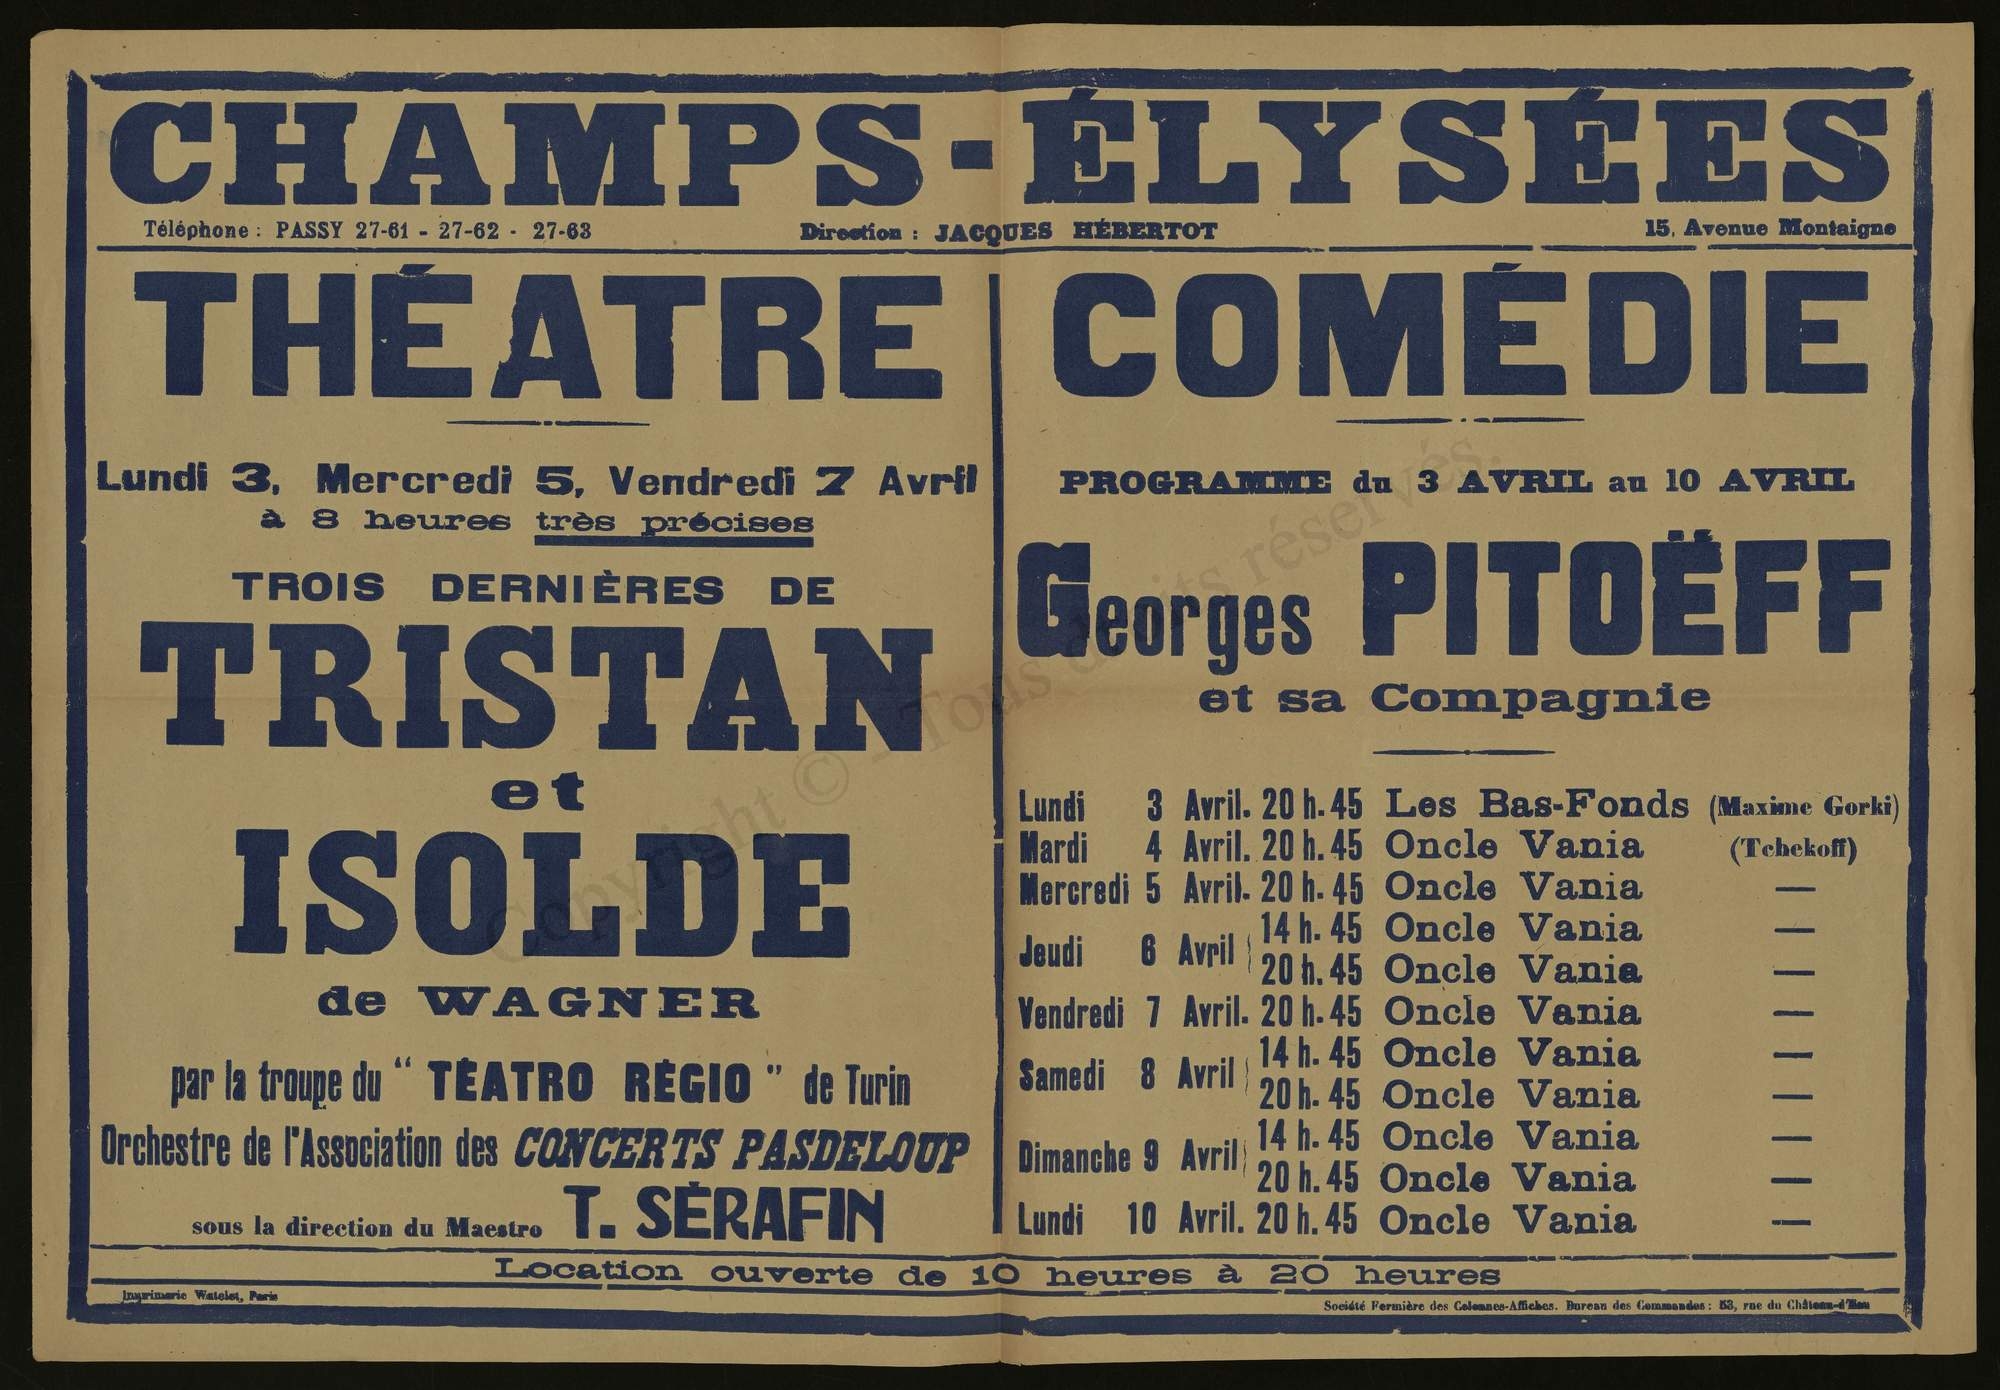 CHAMPS-ÉLYSÉES
Téléphone : PASSY 27-61 - 27-62 - 27-63 Direction : JACQUES HÉBERTOT 15, Avenue Montaigne
THÉATRE
Lundi 3, Mercredi 5, Vendredi 7 Avril
à 8 heures très précises
TROIS DERNIÈRES DE
TRISTAN
et
ISOLDE
de WAGNER
par la troupe du “ TÉATRO RÉGIO ” de Turin
Orchestre de l'Association des CONCERTS PASDELOUP
sous la direction du Maestro T. SÉRAFIN
COMÉDIE
PROGRAMME du 3 AVRIL au 10 AVRIL
Georges PITOËFF
et sa Compagnie
Lundi 3 Avril. 20 h. 45 Les Bas-Fonds (Maxime Gorki)
Mardi 4 Avril. 20 h. 45 Oncle Vania (Tchekoff)
Mercredi 5 Avril. 20 h. 45 Oncle Vania —
Jeudi 6 Avril 14 h. 45 Oncle Vania —
20 h. 45 Oncle Vania —
Vendredi 7 Avril. 20 h. 45 Oncle Vania —
Samedi 8 Avril 14 h. 45 Oncle Vania —
20 h. 45 Oncle Vania —
Dimanche 9 Avril 14 h. 45 Oncle Vania —
20 h. 45 Oncle Vania —
Lundi 10 Avril. 20 h. 45 Oncle Vania —
Location ouverte de 10 heures à 20 heures
Imprimerie Watelet, Paris
Société Fermière des Colonnes-Affiches. Bureau des Commandes : 53, rue du Château-d'Eau
Copyright © Tous droits réservés.